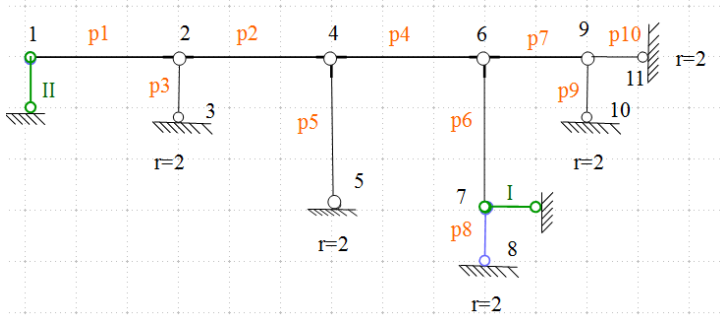 1 p1 2 p2 4 p4 6 p7 9 p10
II p3 3 p5 p6 p9 10 11 r=2
r=2 r=2
5 7 I
r=2 p8 8
r=2